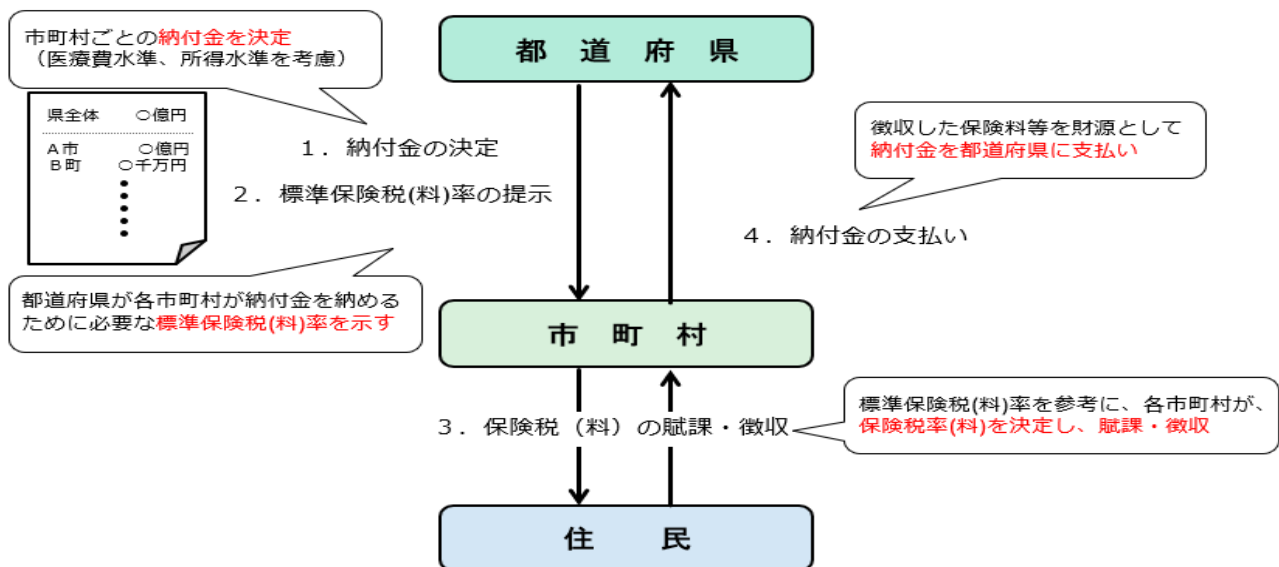 都 道 府 県
市町村ごとの納付金を決定
（医療費水準、所得水準を考慮）
県全体 ○億円
A市 ○億円
B町 ○千万円
1．納付金の決定
2．標準保険税(料)率の提示
徴収した保険料等を財源として
納付金を都道府県に支払い
4．納付金の支払い
都道府県が各市町村が納付金を納める
ために必要な標準保険税(料)率を示す
市 町 村
3．保険税（料）の賦課・徴収
標準保険税(料)率を参考に、各市町村が、
保険税率(料)を決定し、賦課・徴収
住 民